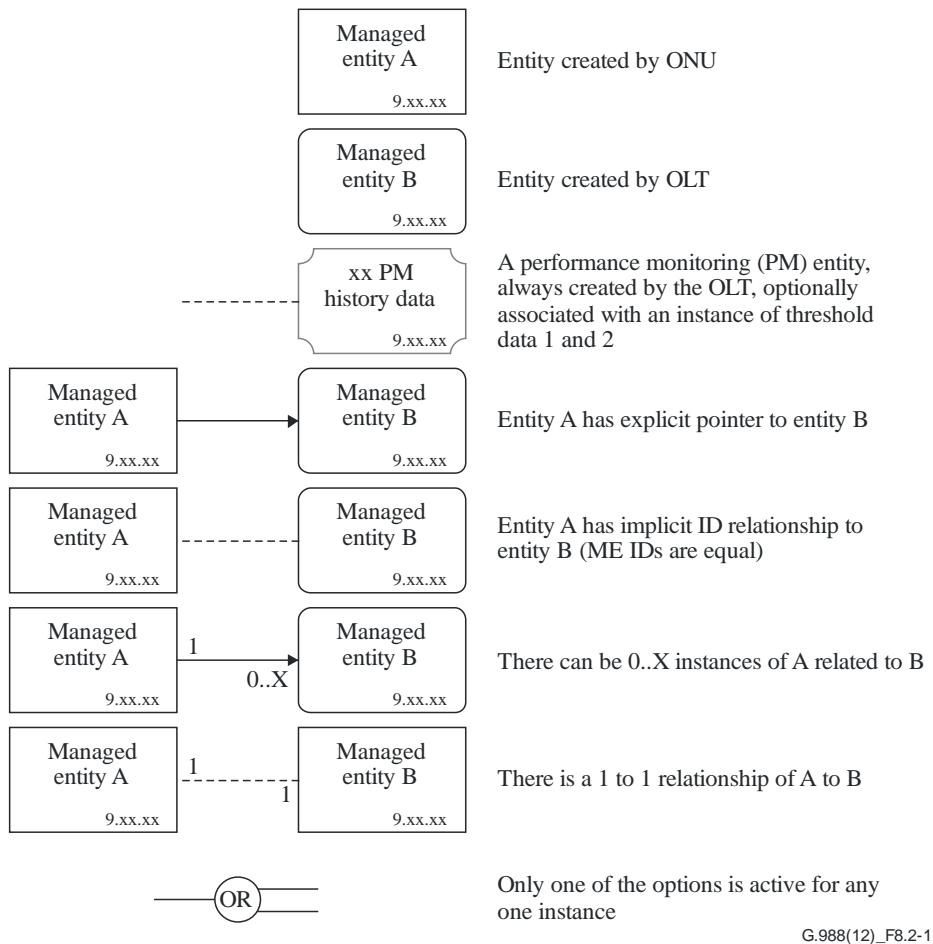 Managed
entity A
9.xx.xx
Entity created by ONU
Managed
entity B
9.xx.xx
Entity created by OLT
xx PM
history data
9.xx.xx
A performance monitoring (PM) entity,
always created by the OLT, optionally
associated with an instance of threshold
data 1 and 2
Managed
entity A
9.xx.xx
Managed
entity B
9.xx.xx
Entity A has explicit pointer to entity B
Managed
entity A
9.xx.xx
Managed
entity B
9.xx.xx
Entity A has implicit ID relationship to
entity B (ME IDs are equal)
Managed
entity A
9.xx.xx
1
0..X
Managed
entity B
9.xx.xx
There can be 0..X instances of A related to B
Managed
entity A
9.xx.xx
1
1
Managed
entity B
9.xx.xx
There is a 1 to 1 relationship of A to B
OR
Only one of the options is active for any
one instance
G.988(12)_F8.2-1